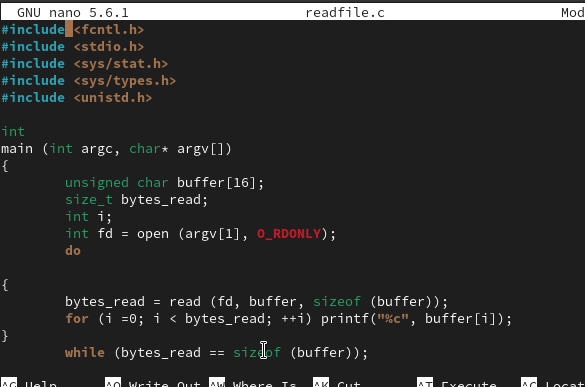 GNU nano 5.6.1 readfile.c Mod
#include <fcntl.h>
#include <stdio.h>
#include <sys/stat.h>
#include <sys/types.h>
#include <unistd.h>
int
main (int argc, char* argv[])
{
unsigned char buffer[16];
size_t bytes_read;
int i;
int fd = open (argv[1], O_RDONLY);
do
{
bytes_read = read (fd, buffer, sizeof (buffer));
for (i =0; i < bytes_read; ++i) printf("%c", buffer[i]);
}
while (bytes_read == sizeof (buffer));
^G Help ^O Write Out ^W Where Is ^K Cut ^T Execute ^C Locat